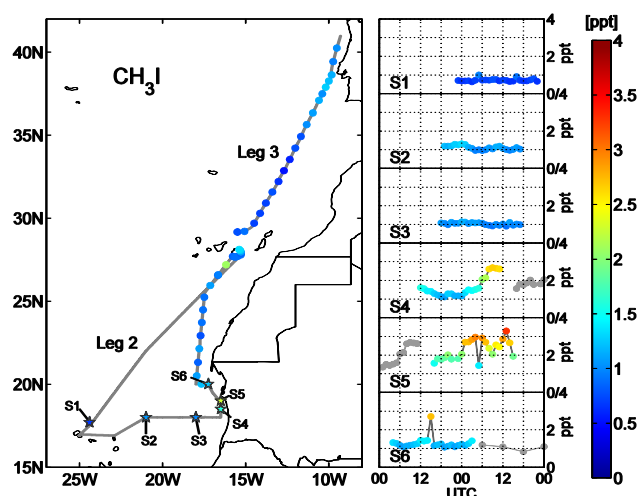 [ppt]
40N
35N
30N
25N
20N
15N
25W 20W 15W 10W
CH3I
Leg 3
Leg 2
S1
S2
S3
S4
S5
S6
4
2 ppt
S1 0/4
2 ppt
S2 0/4
2 ppt
S3 0/4
2 ppt
S4 0/4
2 ppt
S5 0/4
2 ppt
S6 0
00 12 00 12 00
UTC
4
3.5
3
2.5
2
1.5
1
0.5
0